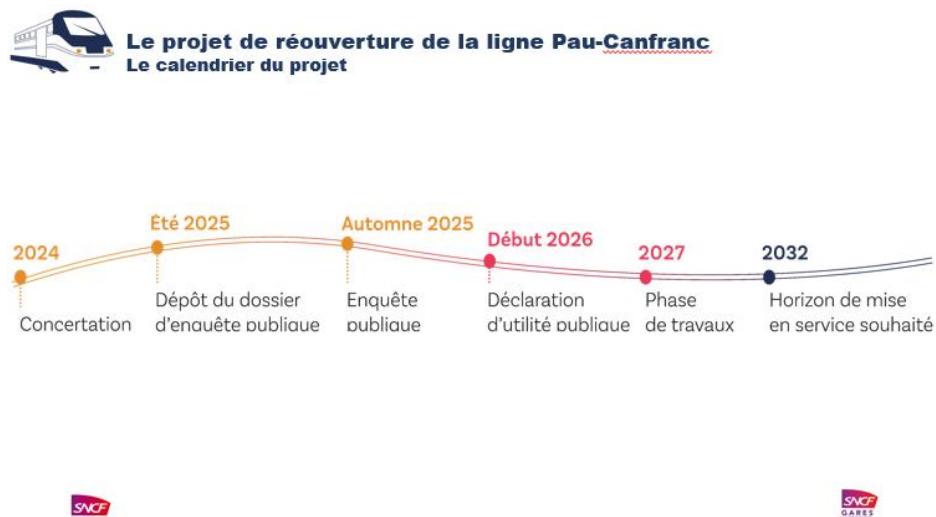 Le projet de réouverture de la ligne Pau-Canfranc
Le calendrier du projet
2024
Concertation
Été 2025
Dépôt du dossier
d'enquête publique
Automne 2025
Enquête
publique
Début 2026
Déclaration
d'utilité publique
2027
Phase
de travaux
2032
Horizon de mise
en service souhaité
SNCF
SNCF
GARES